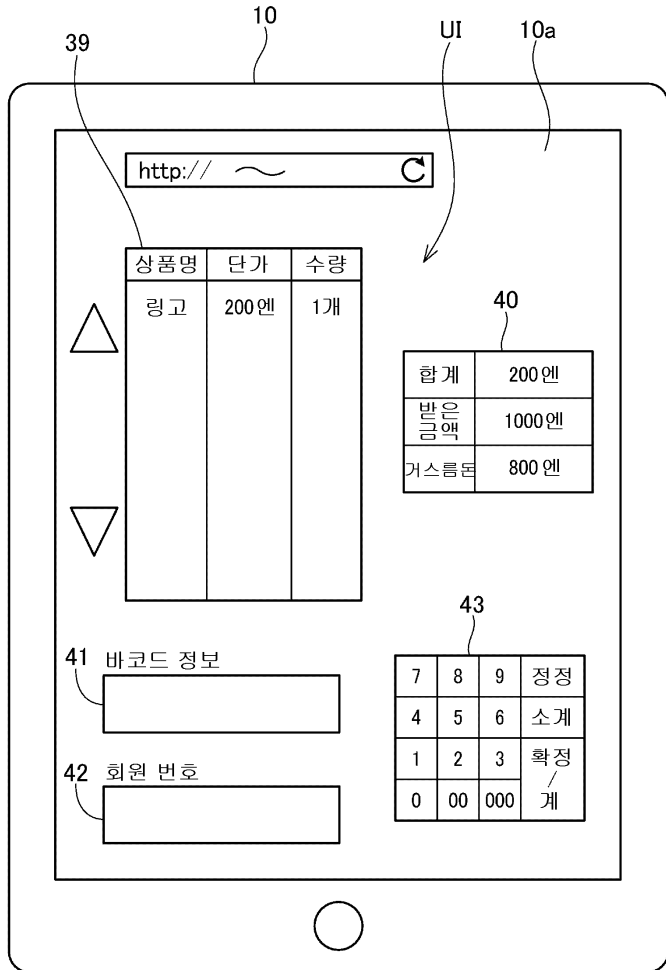 10
39
UI
10a
http://
상품명 단가 수량
링고 200엔 1개
40
합계 200엔
받은
금액 1000엔
거스름돈 800엔
43
41 바코드 정보
7 8 9 정정
4 5 6 소계
42 회원 번호
1 2 3 확정
/
0 00 000 계